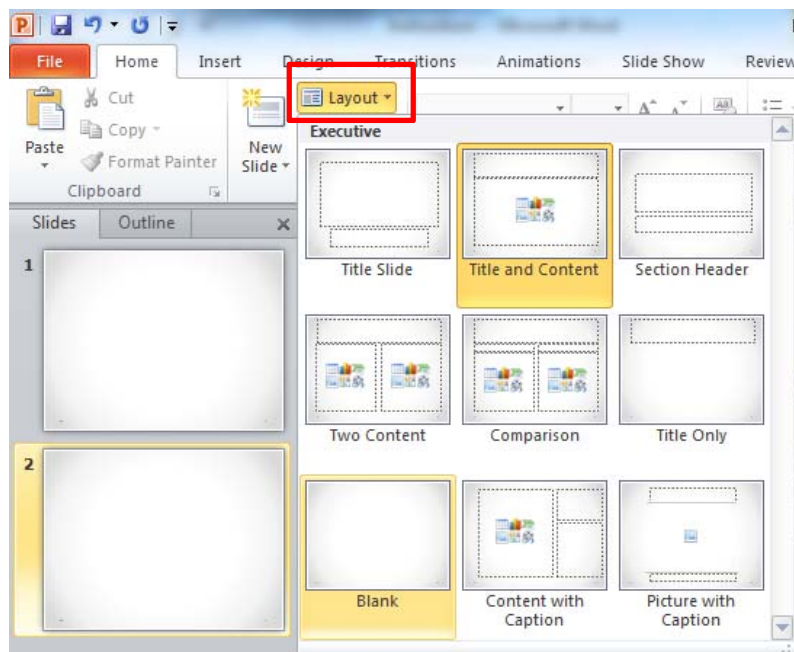 P
File Home Insert Design Transitions Animations Slide Show Review
Cut
Copy
Format Painter
Paste
Clipboard
New
Slide
Layout
Executive
Title Slide Title and Content Section Header
Two Content Comparison Title Only
Blank Content with Caption Picture with Caption
Slides Outline
1
2